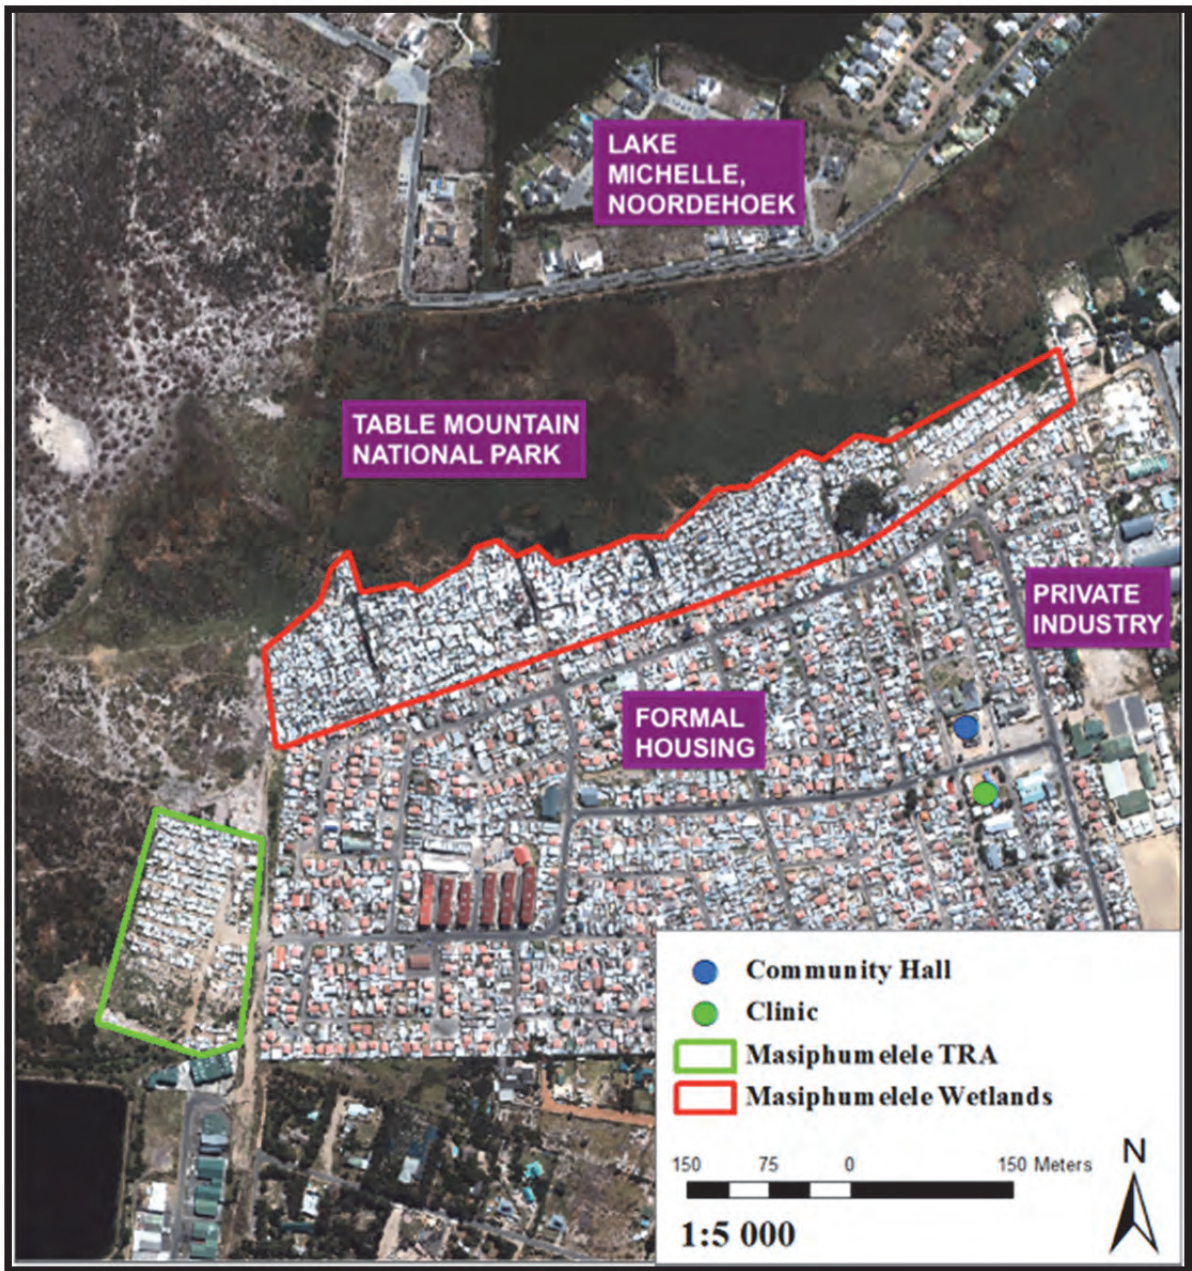 LAKE
MICHELLE,
NOORDEHOEK
TABLE MOUNTAIN
NATIONAL PARK
PRIVATE
INDUSTRY
FORMAL
HOUSING
Community Hall
Clinic
Masiphumelele TRA
Masiphumelele Wetlands
150 75 0 150 Meters
1:5 000
N